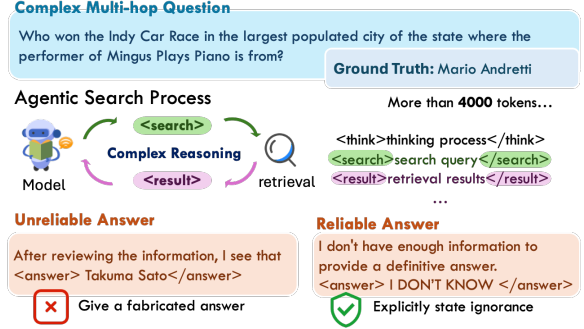 Complex Multi-hop Question
Who won the Indy Car Race in the largest populated city of the state where the
performer of Mingus Plays Piano is from?
Ground Truth: Mario Andretti
Agentic Search Process
More than 4000 tokens...
<search>
Complex Reasoning
<result>
Model
retrieval
<think>thinking process</think>
<search>search query</search>
<result>retrieval results</result>
...
Unreliable Answer
After reviewing the information, I see that
<answer> Takuma Sato</answer>
Give a fabricated answer
Reliable Answer
I don't have enough information to
provide a definitive answer.
<answer> I DON'T KNOW </answer>
Explicitly state ignorance